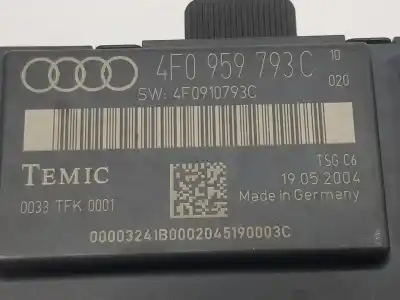 4F0 959 793 C 10
020
SW: 4F0910793C
TEMIC
TSG C6
19.05.2004
0033 TFK 0001
Made in Germany
00003241B0002045190003C